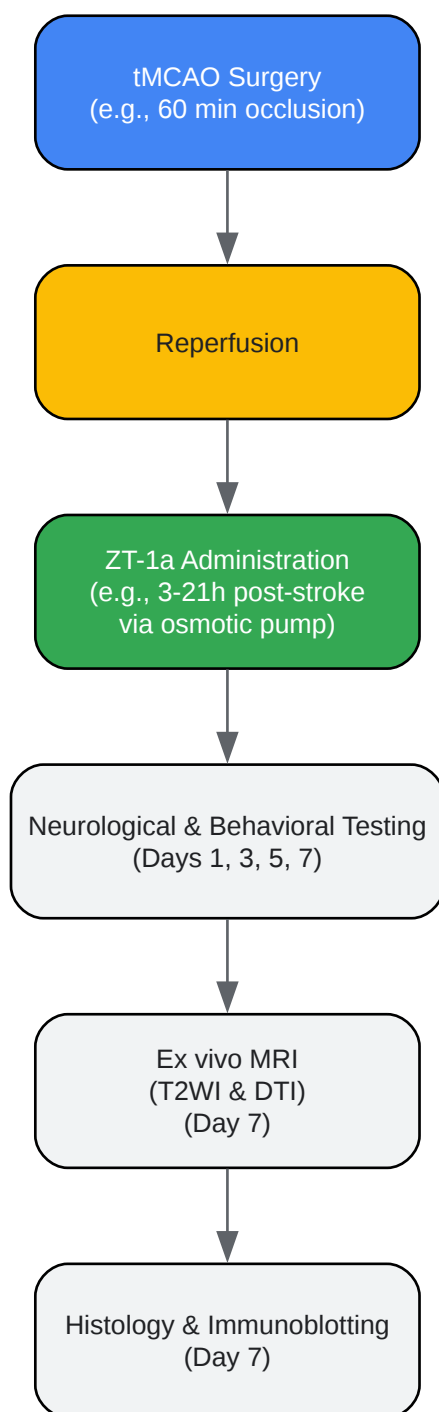 tMCAO Surgery
(e.g., 60 min occlusion)
Reperfusion
ZT-1a Administration
(e.g., 3-21h post-stroke
via osmotic pump)
Neurological & Behavioral Testing
(Days 1, 3, 5, 7)
Ex vivo MRI
(T2WI & DTI)
(Day 7)
Histology & Immunoblotting
(Day 7)